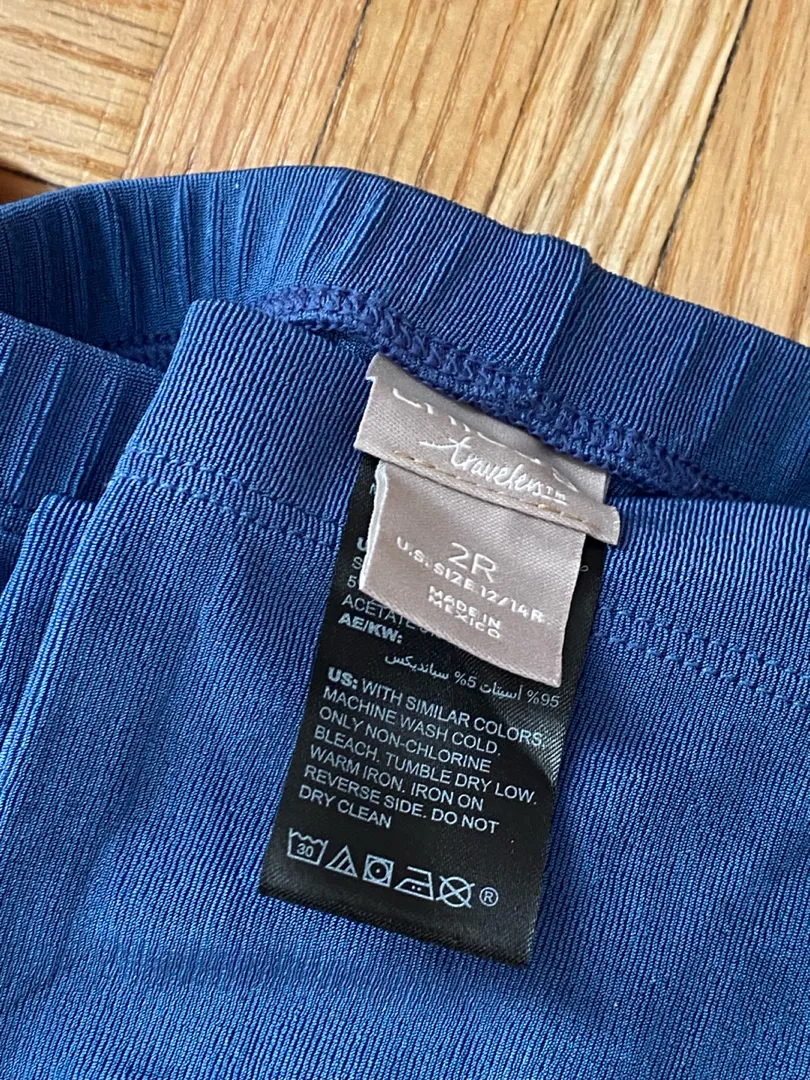 travelers™
2R
U.S. SIZE 12/14R
MADE IN
MEXICO
ACETATE
AE/KW:
95% أسيتات 5% سبانديكس
US: WITH SIMILAR COLORS.
MACHINE WASH COLD.
ONLY NON-CHLORINE
BLEACH. TUMBLE DRY LOW.
WARM IRON. IRON ON
REVERSE SIDE. DO NOT
DRY CLEAN
30
®